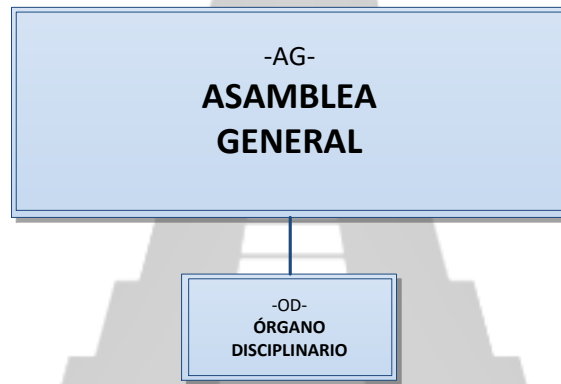 -AG-
ASAMBLEA
GENERAL
-OD-
ÓRGANO
DISCIPLINARIO